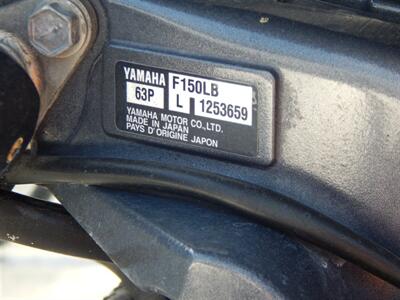 YAMAHA F150LB
63P L 1253659
YAMAHA MOTOR CO.,LTD.
MADE IN JAPAN
PAYS D'ORIGINE JAPON